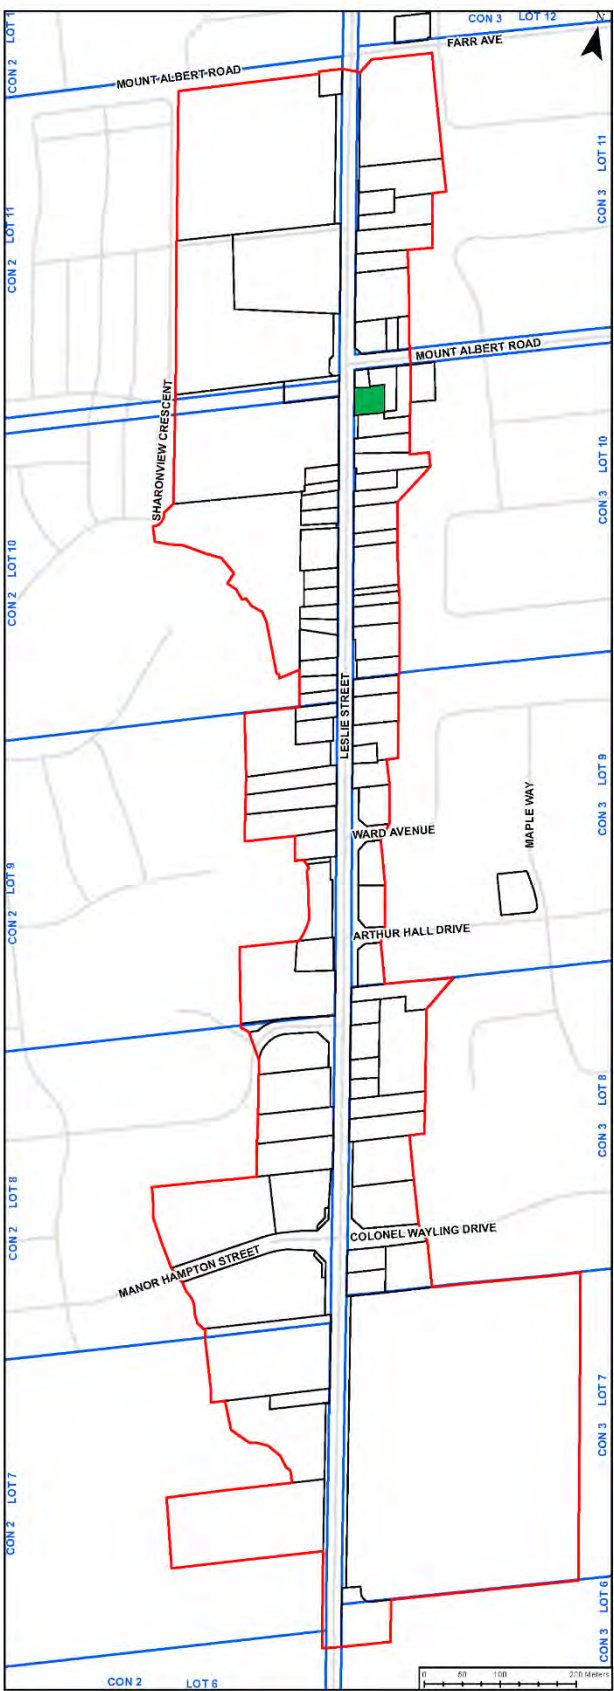 CON 3 LOT 12
N
CON 2 LOT 1
FARR AVE
MOUNT ALBERT ROAD
CON 3 LOT 11
CON 2 LOT 11
MOUNT ALBERT ROAD
SHARONVIEW CRESCENT
CON 3 LOT 10
CON 2 LOT 10
LESLIE STREET
CON 3 LOT 9
MAPLE WAY
WARD AVENUE
CON 2 LOT 9
ARTHUR HALL DRIVE
CON 3 LOT 8
CON 2 LOT 8
COLONEL WAYLING DRIVE
MANOR HAMPTON STREET
CON 3 LOT 7
CON 2 LOT 7
CON 3 LOT 6
0 50 100 200 Meters
CON 2 LOT 6